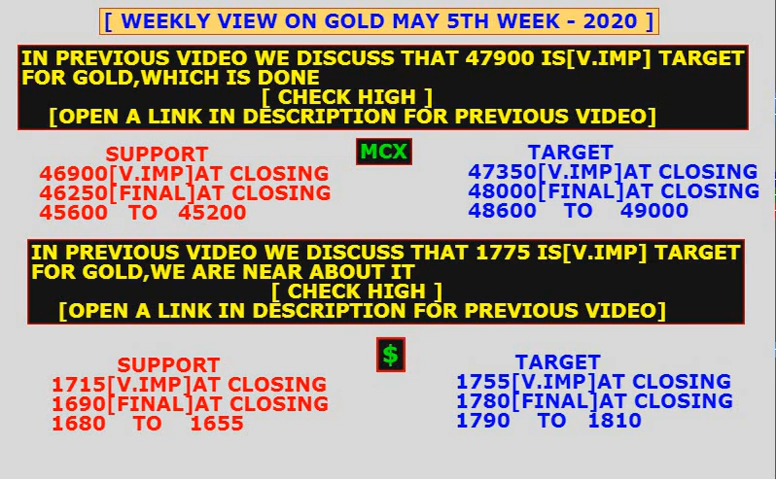 [ WEEKLY VIEW ON GOLD MAY 5TH WEEK - 2020 ]
IN PREVIOUS VIDEO WE DISCUSS THAT 47900 IS[V.IMP] TARGET
FOR GOLD,WHICH IS DONE
[ CHECK HIGH ]
[OPEN A LINK IN DESCRIPTION FOR PREVIOUS VIDEO]
MCX
SUPPORT
46900[V.IMP]AT CLOSING
46250[FINAL]AT CLOSING
45600 TO 45200
TARGET
47350[V.IMP]AT CLOSING
48000[FINAL]AT CLOSING
48600 TO 49000
IN PREVIOUS VIDEO WE DISCUSS THAT 1775 IS[V.IMP] TARGET
FOR GOLD,WE ARE NEAR ABOUT IT
[ CHECK HIGH ]
[OPEN A LINK IN DESCRIPTION FOR PREVIOUS VIDEO]
$
SUPPORT
1715[V.IMP]AT CLOSING
1690[FINAL]AT CLOSING
1680 TO 1655
TARGET
1755[V.IMP]AT CLOSING
1780[FINAL]AT CLOSING
1790 TO 1810